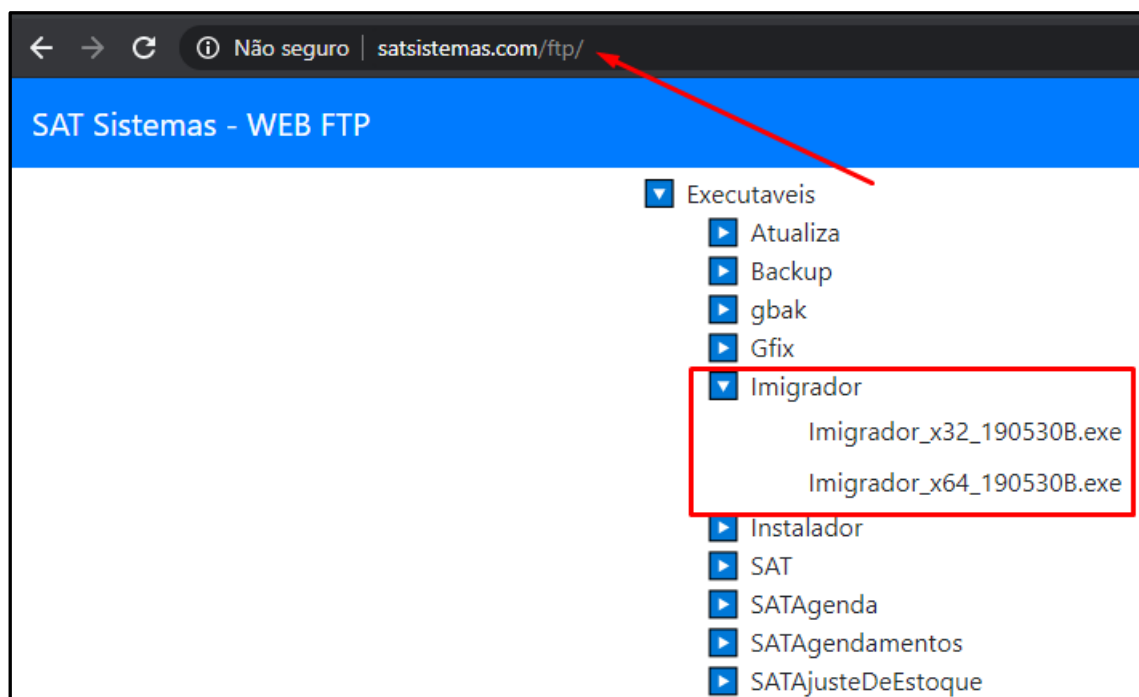 Não seguro | satsistemas.com/ftp/
SAT Sistemas - WEB FTP
Executaveis
Atualiza
Backup
gbak
Gfix
Imigrador
Imigrador_x32_190530B.exe
Imigrador_x64_190530B.exe
Instalador
SAT
SATAgenda
SATAgendamentos
SATAjusteDeEstoque